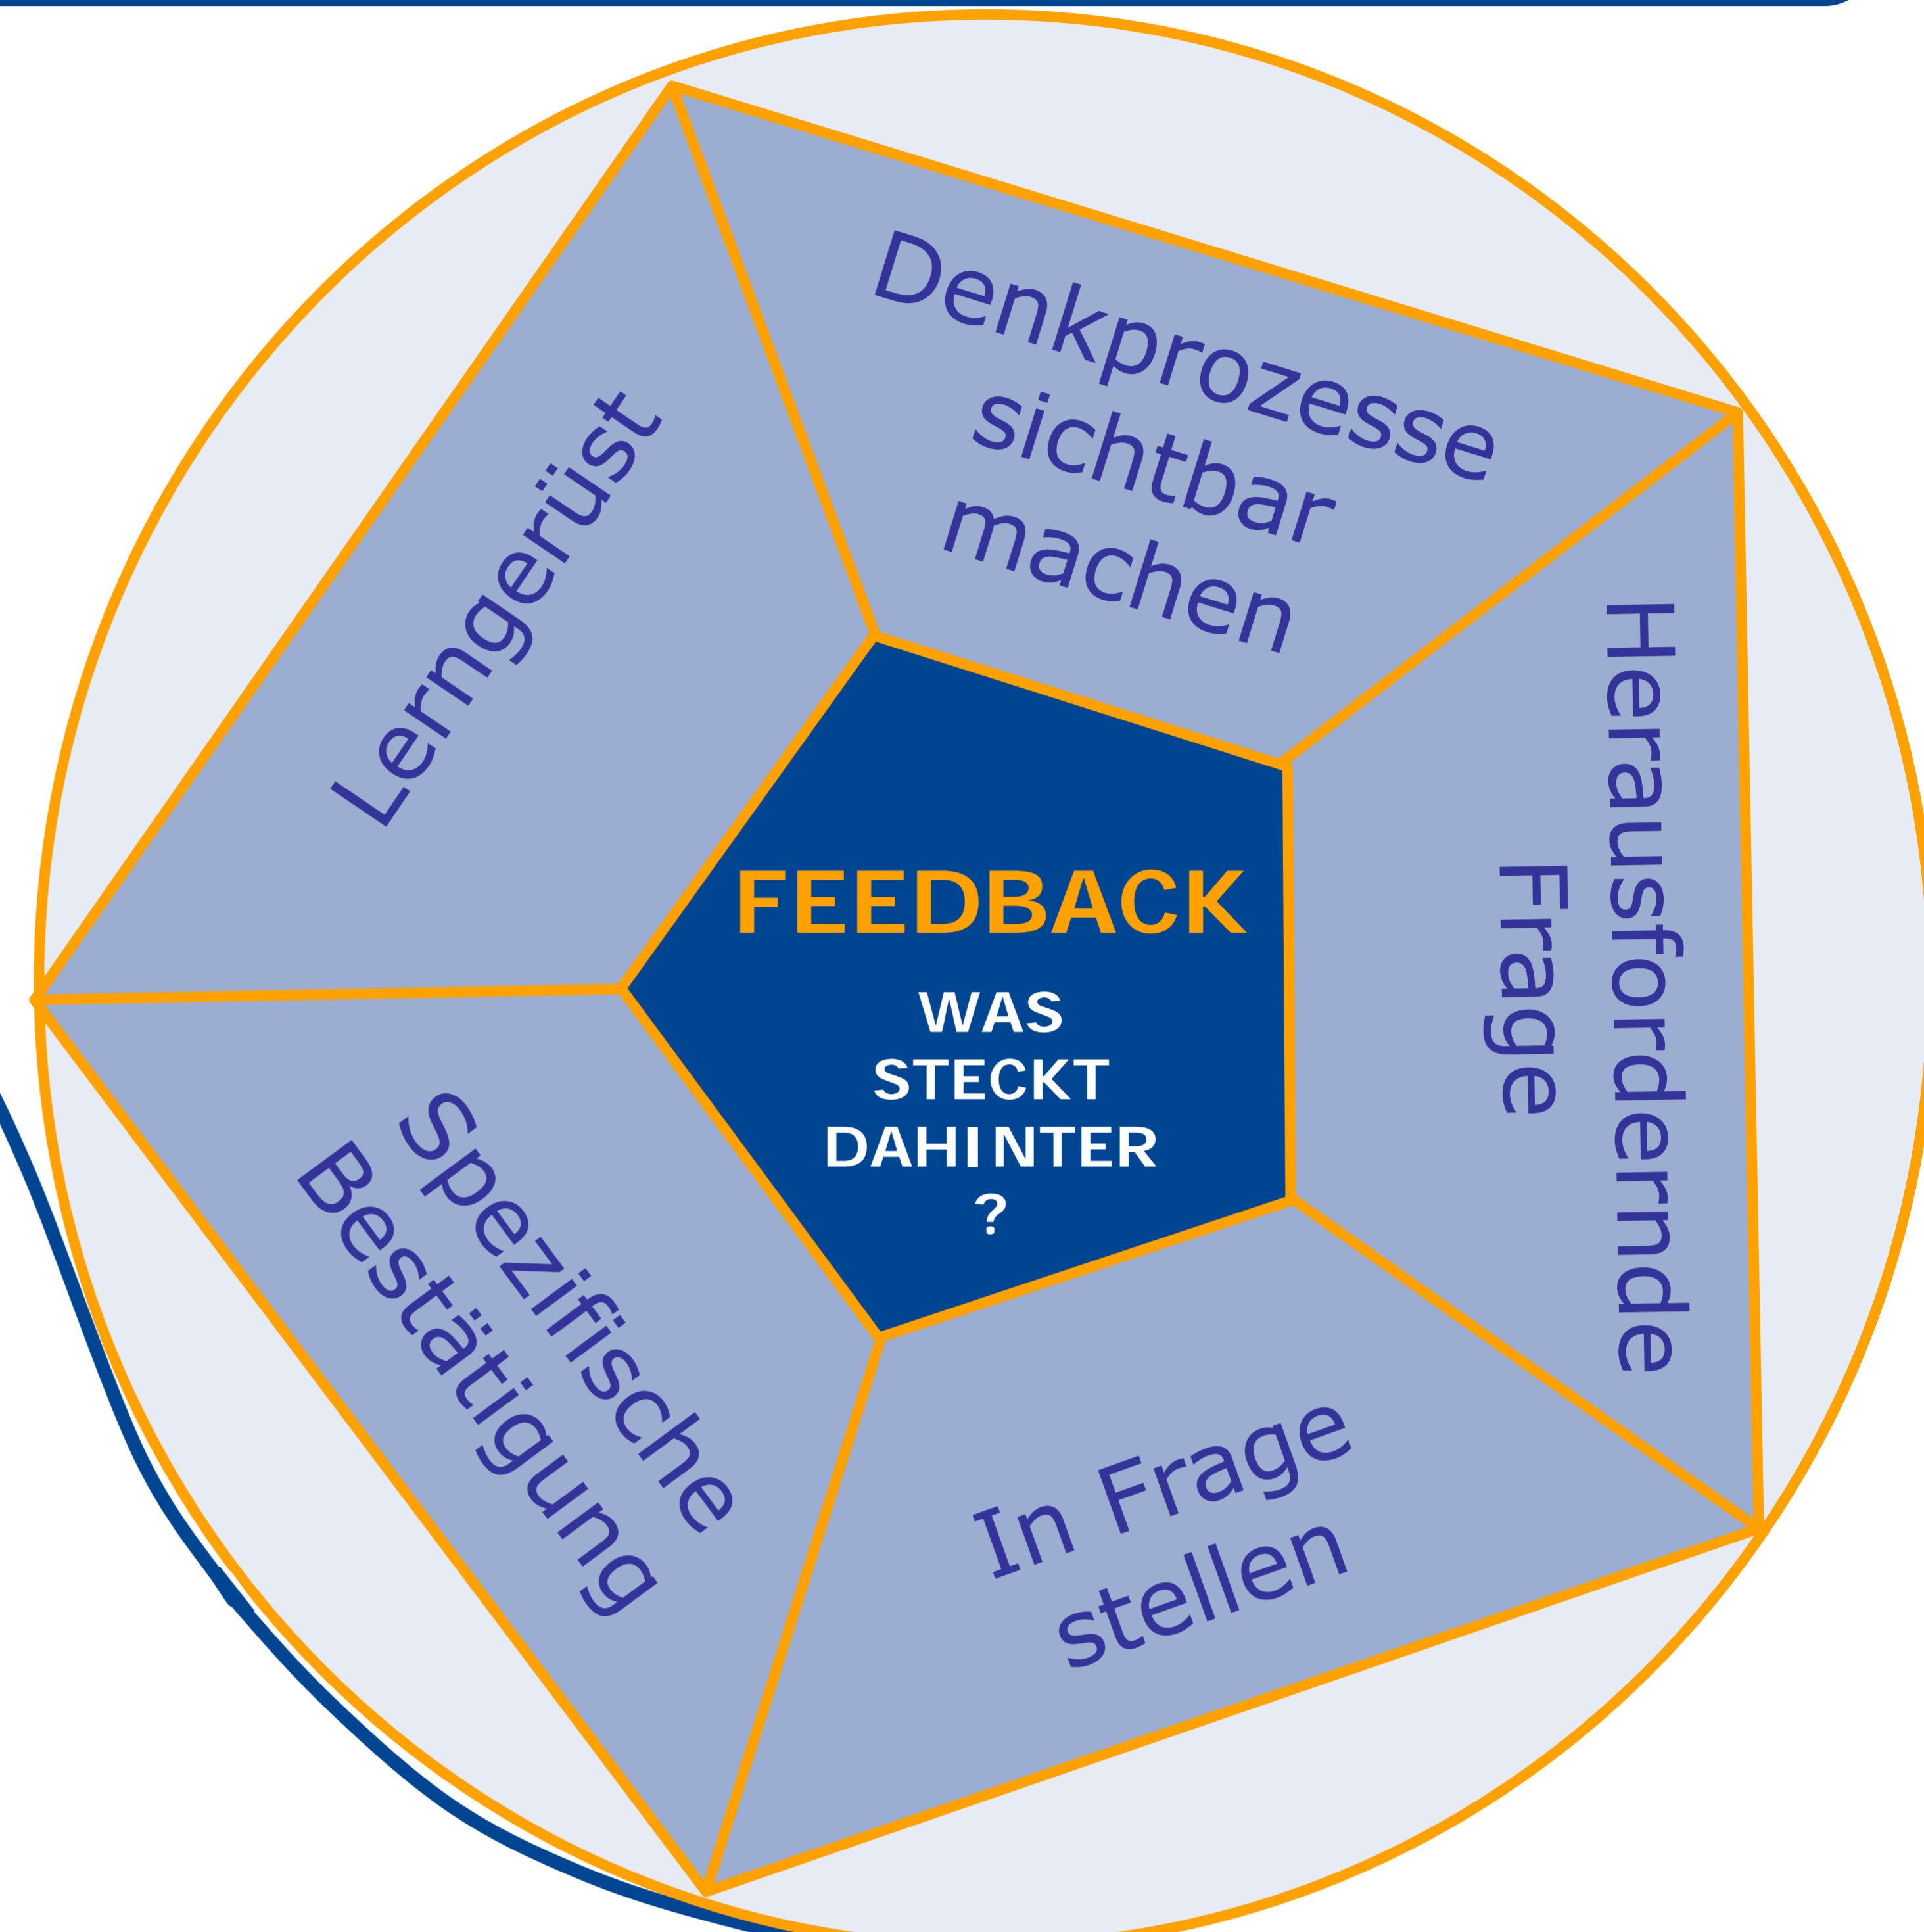 Denkprozesse
sichtbar
machen
Herausfordernde
Frage
In Frage
stellen
Spezifische
Bestätigung
Lerngerüst
FEEDBACK
WAS
STECKT
DAHINTER
?